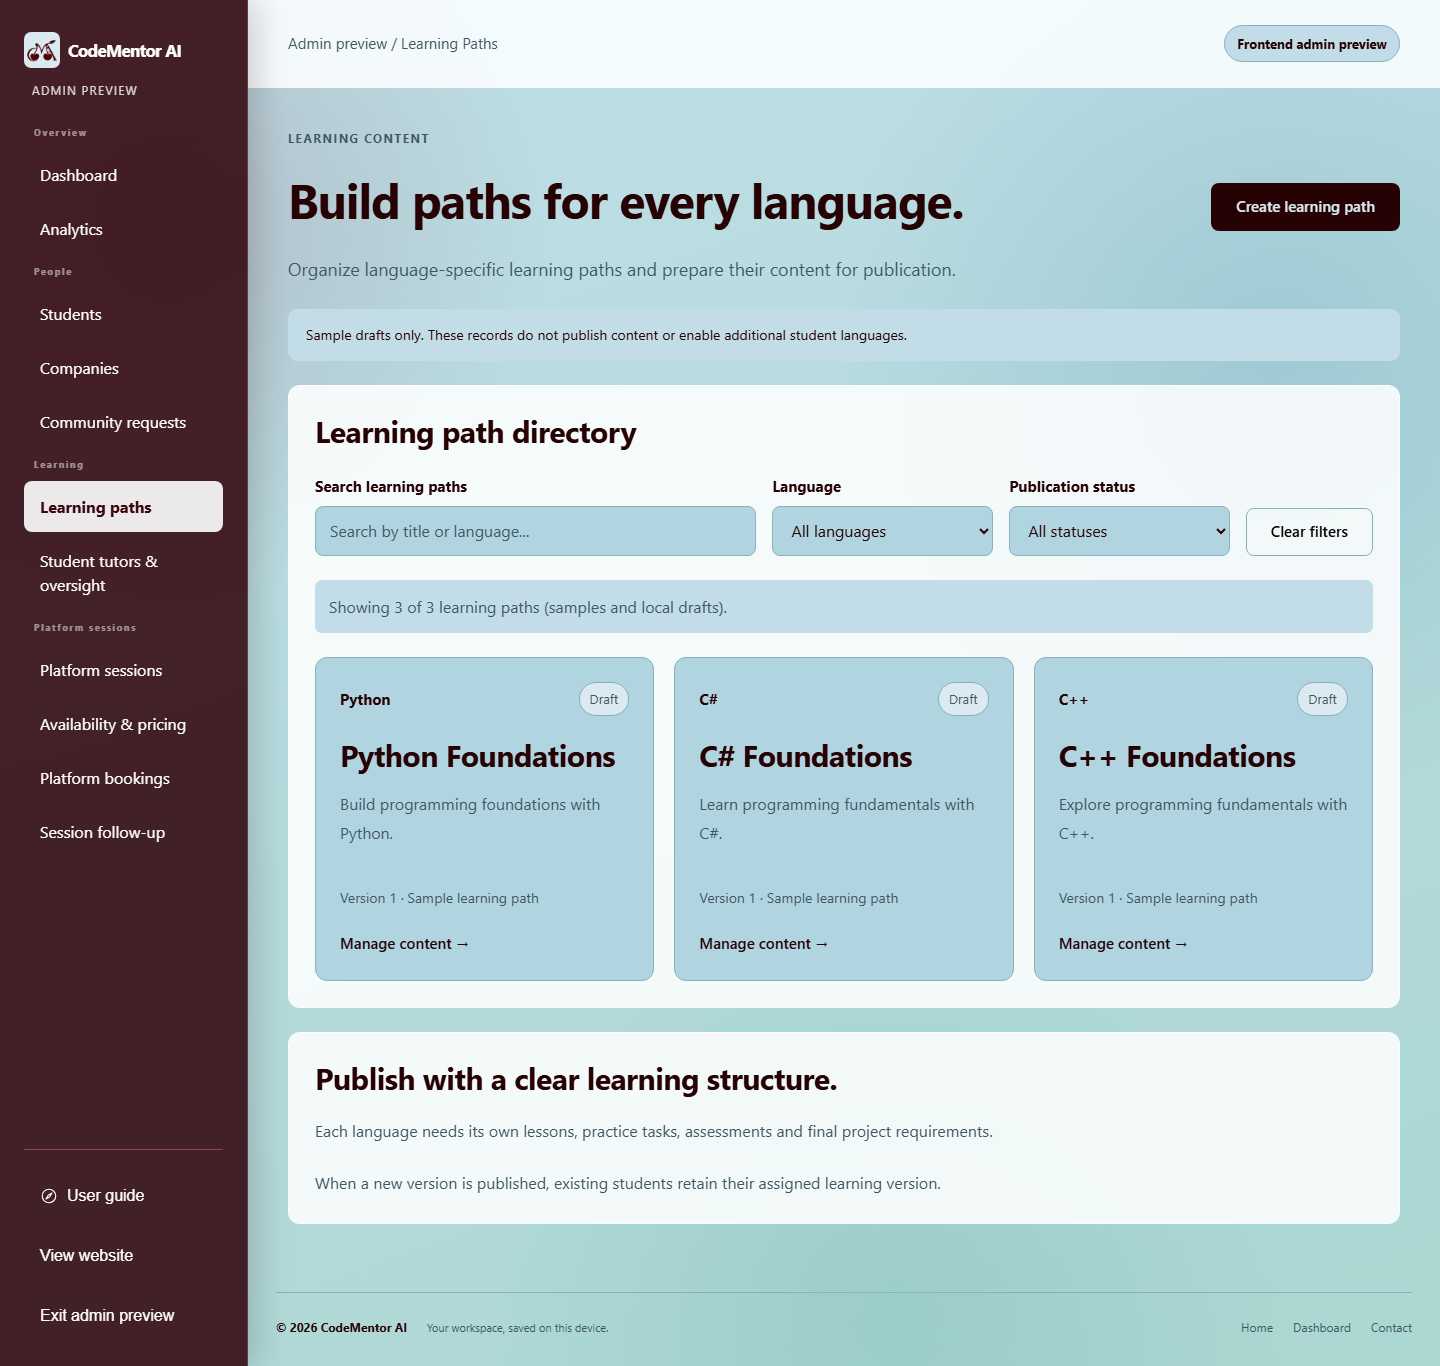 CodeMentor AI
ADMIN PREVIEW
Overview
Dashboard
Analytics
People
Students
Companies
Community requests
Learning
Learning paths
Student tutors &
oversight
Platform sessions
Platform sessions
Availability & pricing
Platform bookings
Session follow-up
User guide
View website
Exit admin preview
Admin preview / Learning Paths
Frontend admin preview
LEARNING CONTENT
Build paths for every language.
Create learning path
Organize language-specific learning paths and prepare their content for publication.
Sample drafts only. These records do not publish content or enable additional student languages.
Learning path directory
Search learning paths
Language
Publication status
Search by title or language...
All languages
All statuses
Clear filters
Showing 3 of 3 learning paths (samples and local drafts).
Python
Draft
Python Foundations
Build programming foundations with
Python.
Version 1 · Sample learning path
Manage content →
C#
Draft
C# Foundations
Learn programming fundamentals with
C#.
Version 1 · Sample learning path
Manage content →
C++
Draft
C++ Foundations
Explore programming fundamentals with
C++.
Version 1 · Sample learning path
Manage content →
Publish with a clear learning structure.
Each language needs its own lessons, practice tasks, assessments and final project requirements.
When a new version is published, existing students retain their assigned learning version.
© 2026 CodeMentor AI
Your workspace, saved on this device.
Home
Dashboard
Contact